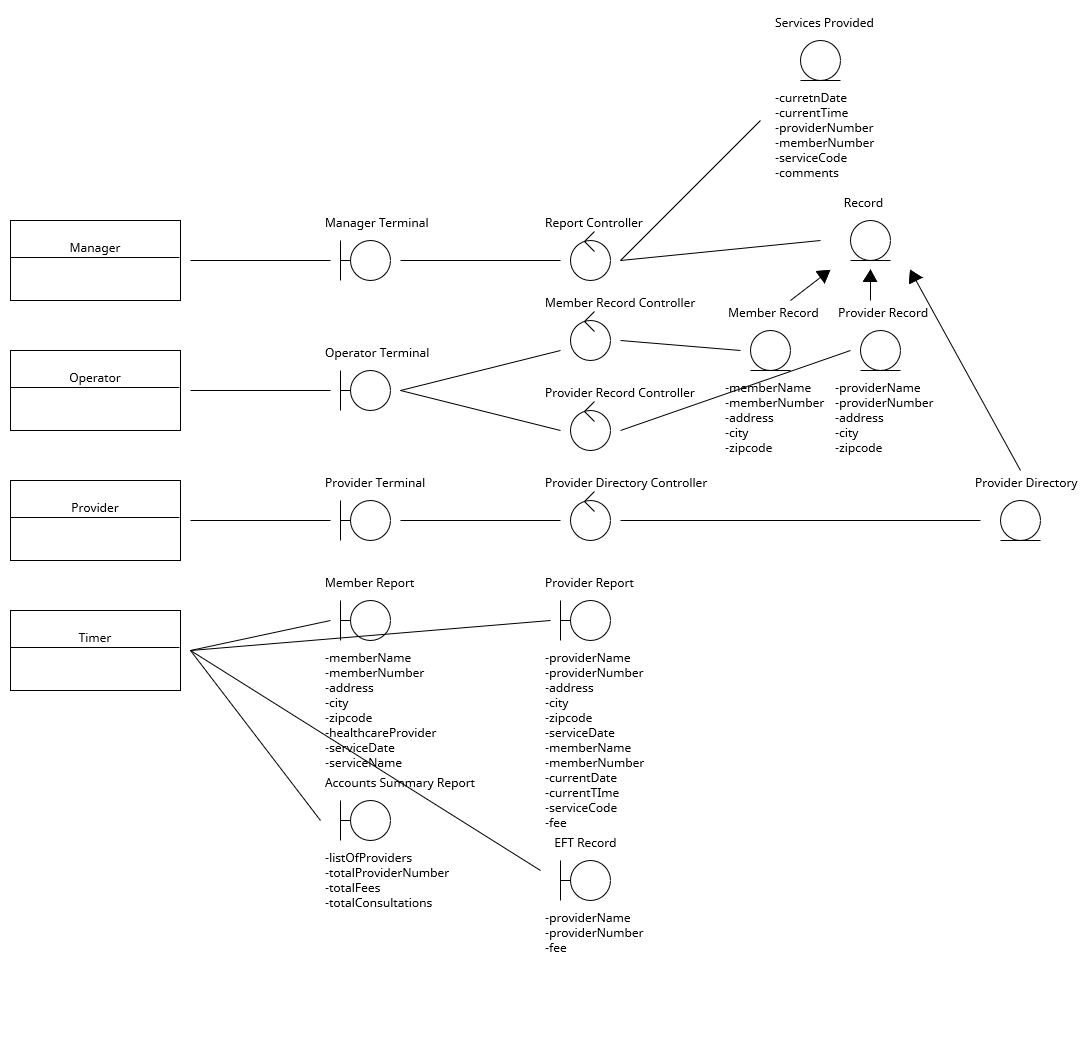 Services Provided
-curretnDate
-currentTime
-providerNumber
-memberNumber
-serviceCode
-comments
Record
Manager
Manager Terminal
Report Controller
Member Record Controller
Member Record
Provider Record
-memberName
-memberNumber
-address
-city
-zipcode
-providerName
-providerNumber
-address
-city
-zipcode
Operator
Operator Terminal
Provider Record Controller
Provider
Provider Terminal
Provider Directory Controller
Provider Directory
Timer
Member Report
-memberName
-memberNumber
-address
-city
-zipcode
-healthcareProvider
-serviceDate
-serviceName
Provider Report
-providerName
-providerNumber
-address
-city
-zipcode
-serviceDate
-memberName
-memberNumber
-currentDate
-currentTIme
-serviceCode
-fee
Accounts Summary Report
-listOfProviders
-totalProviderNumber
-totalFees
-totalConsultations
EFT Record
-providerName
-providerNumber
-fee